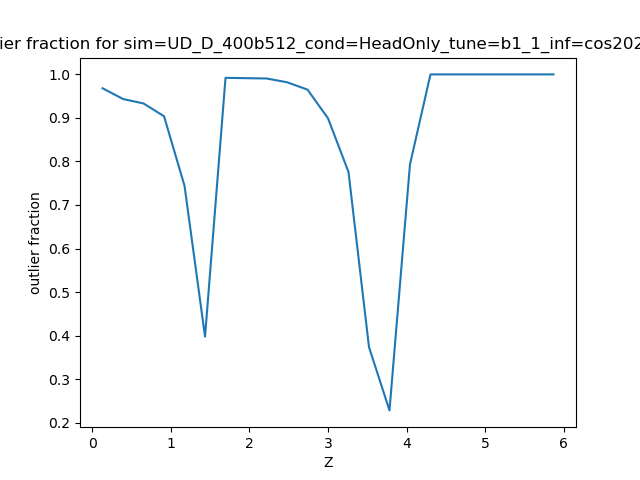 lier fraction for sim=UD_D_400b512_cond=HeadOnly_tune=b1_1_inf=cos202
1.0
0.9
0.8
0.7
0.6
0.5
0.4
0.3
0.2
outlier fraction
0 1 2 3 4 5 6
Z